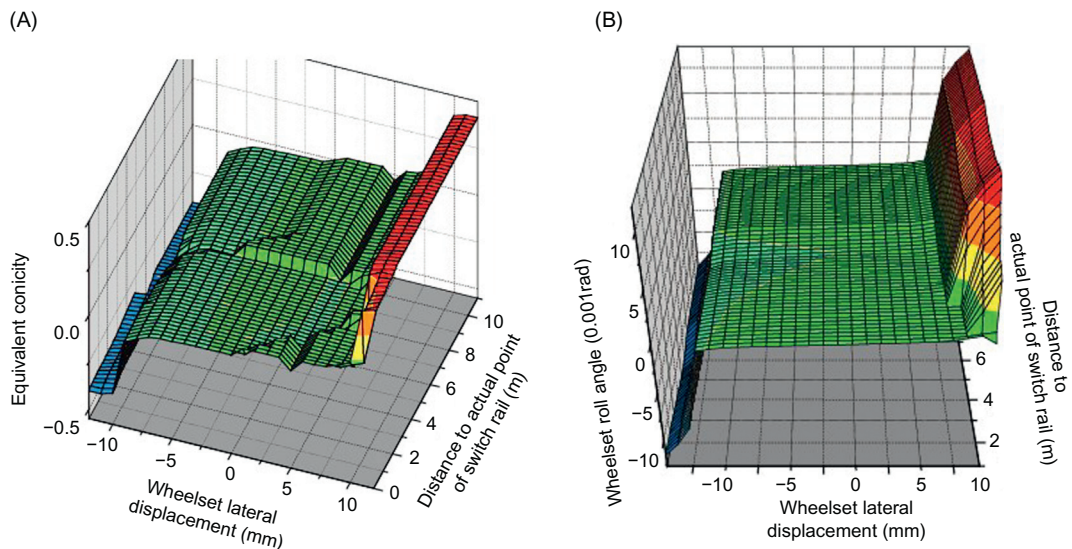 (A)
(B)
Equivalent conicity
0.5
0.0
−0.5
−10
−5
0
5
10
Wheelset lateral
displacement (mm)
0
2
4
6
8
10
Distance to actual point
of switch rail (m)
Wheelset roll angle (0.001rad)
10
5
0
−5
−10
−10
−5
0
5
10
Wheelset lateral
displacement (mm)
2
4
6
Distance to
actual point of switch rail (m)